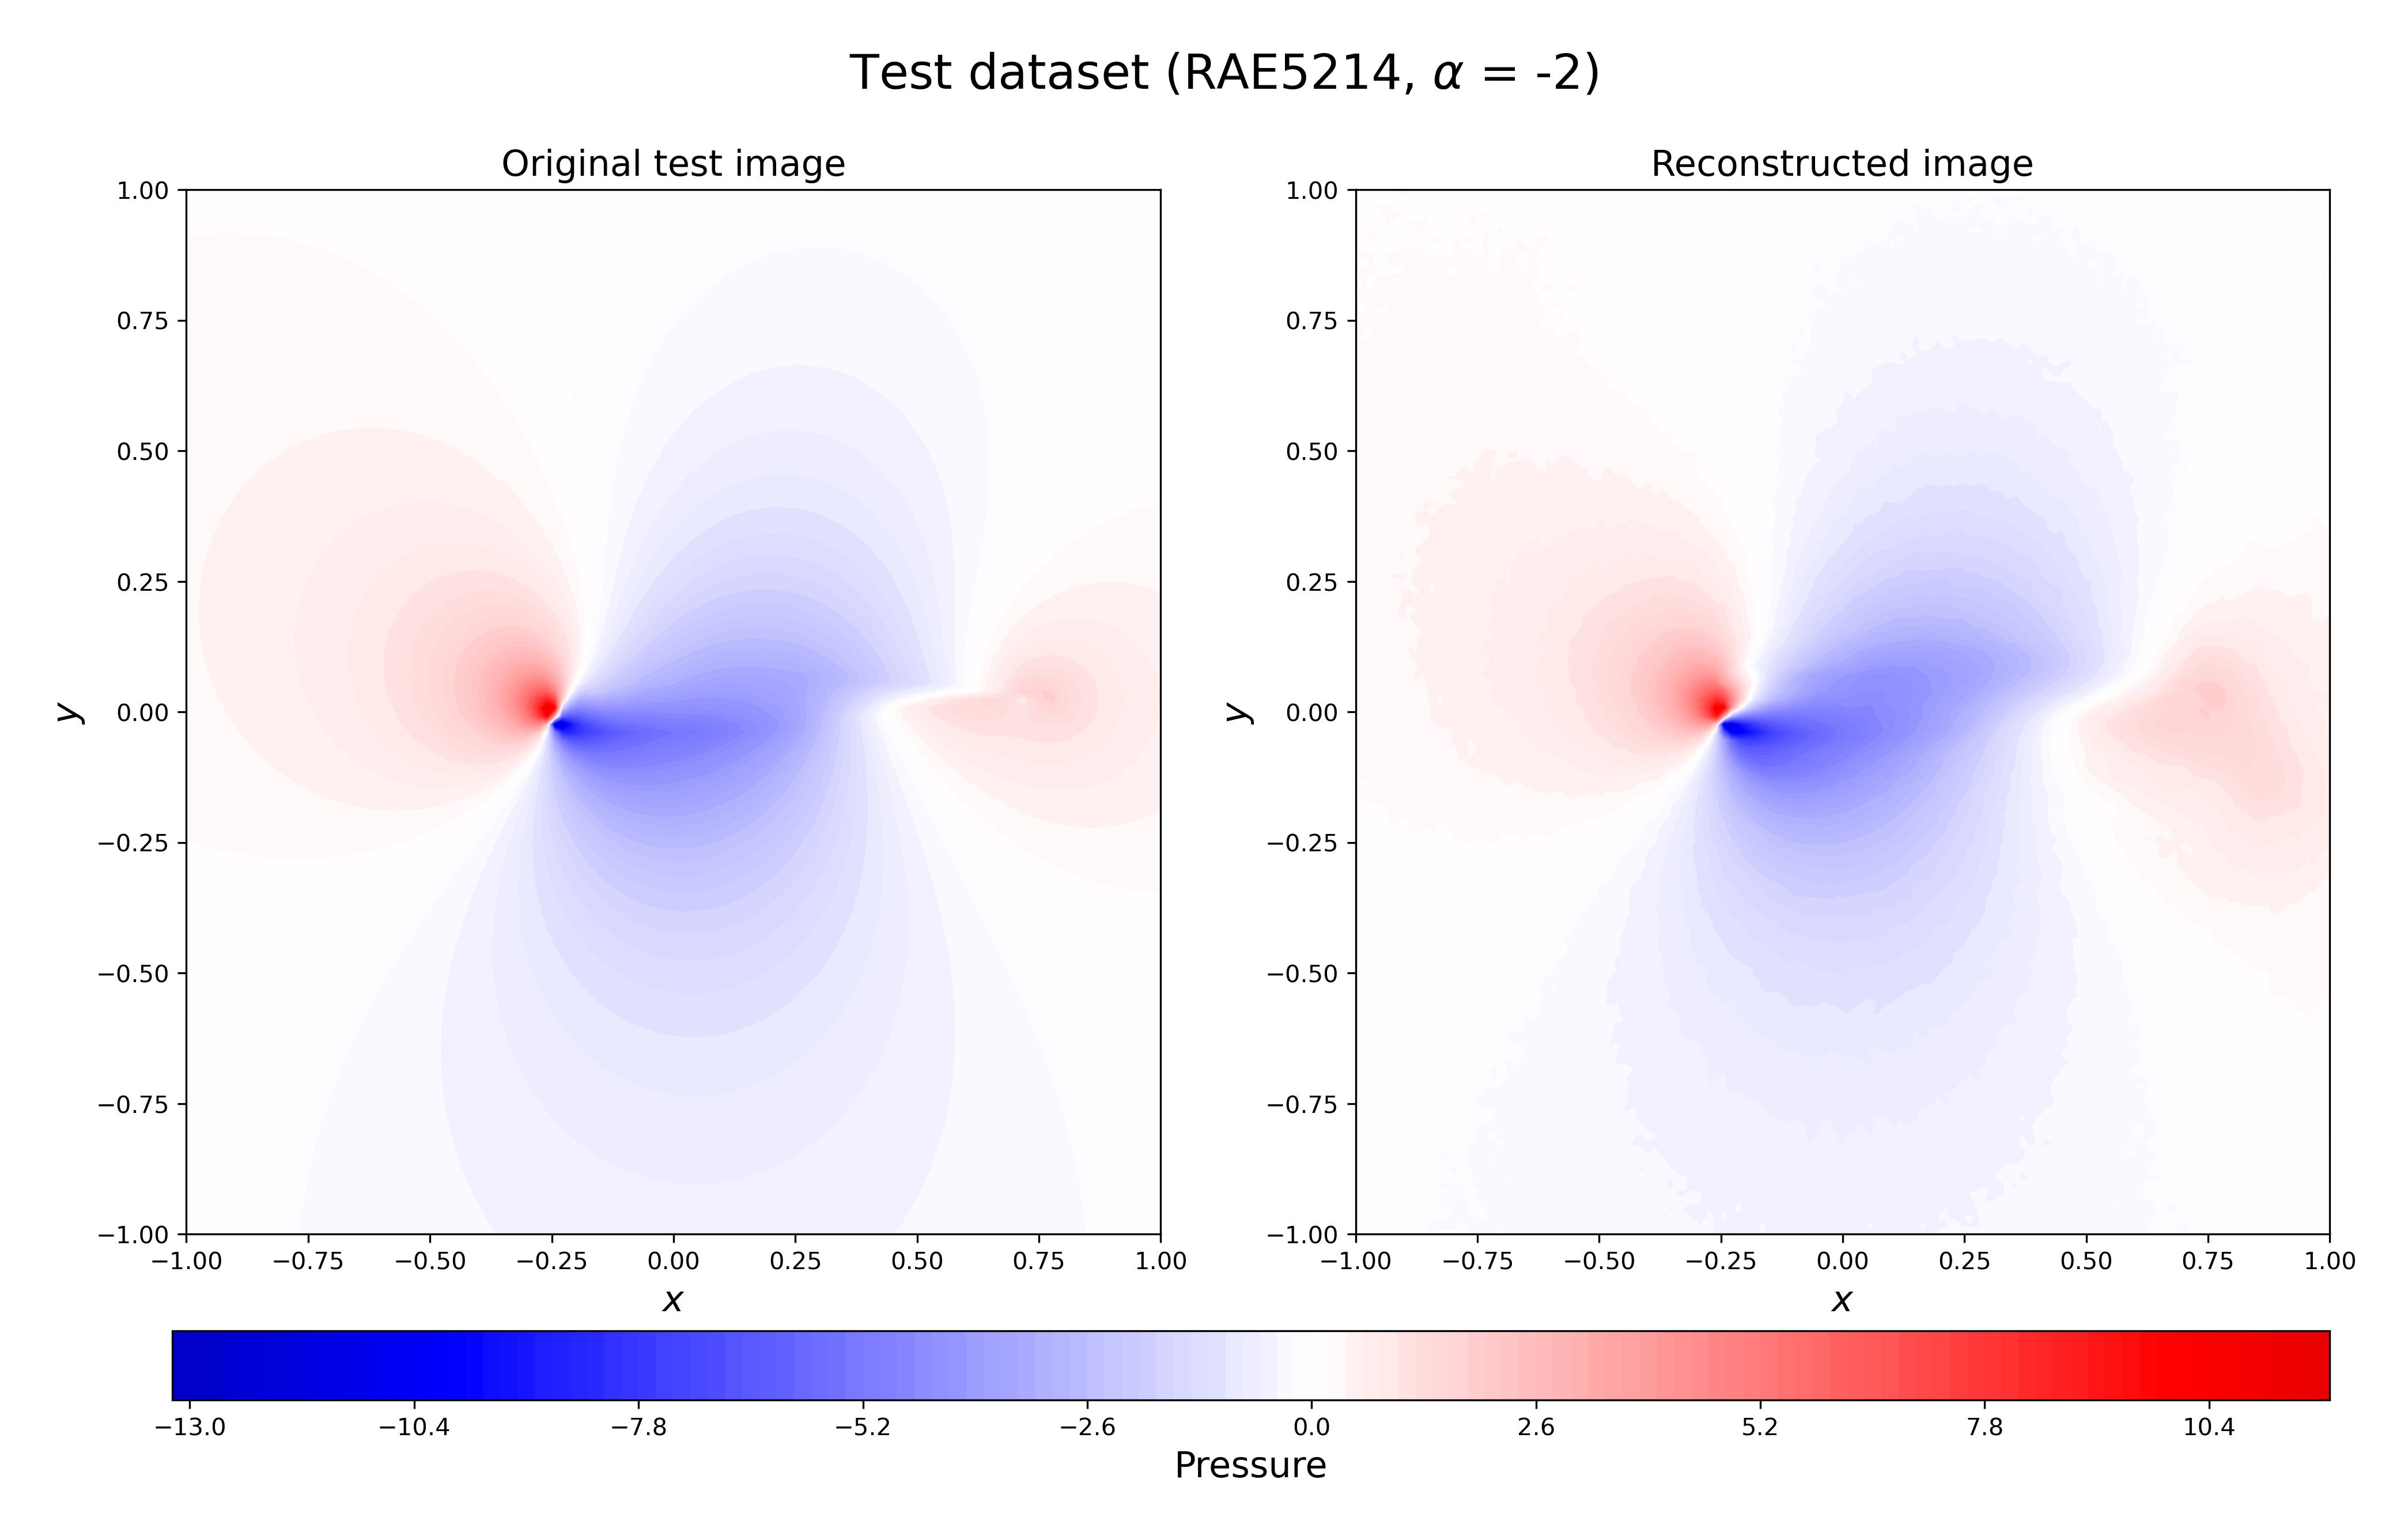 Test dataset (RAE5214, α = -2)
Original test image
Reconstructed image
1.00
0.75
0.50
0.25
0.00
−0.25
−0.50
−0.75
−1.00
y
−1.00 −0.75 −0.50 −0.25 0.00 0.25 0.50 0.75 1.00
x
1.00
0.75
0.50
0.25
0.00
−0.25
−0.50
−0.75
−1.00
y
−1.00 −0.75 −0.50 −0.25 0.00 0.25 0.50 0.75 1.00
x
−13.0 −10.4 −7.8 −5.2 −2.6 0.0 2.6 5.2 7.8 10.4
Pressure